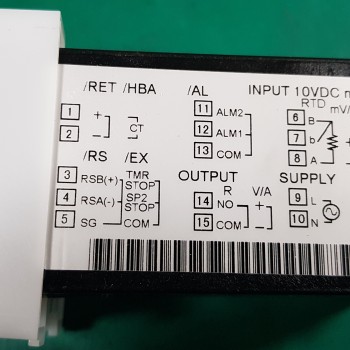 /RET /HBA /AL INPUT 10VDC
RTD mV/
1 + 11 ALM2 6 B
2 - CT 12 ALM1 7 b
13 COM 8 A
/RS /EX
3 RSB(+) TMR STOP OUTPUT SUPPLY
R V/A
4 RSA(-) SP2 STOP 14 NO + 9 L
5 SG COM 15 COM - 10 N